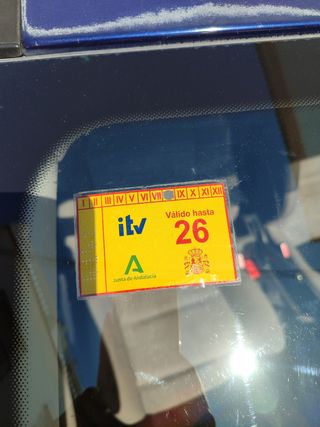 I II III IV V VI VII IX X XI XII
itv
Válido hasta
26
Junta de Andalucía